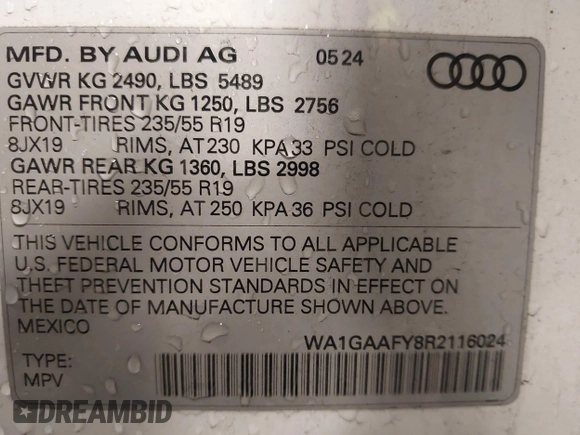 MFD. BY AUDI AG 05 24
GVWR KG 2490, LBS 5489
GAWR FRONT KG 1250, LBS 2756
FRONT-TIRES 235/55 R19
8JX19 RIMS, AT 230 KPA 33 PSI COLD
GAWR REAR KG 1360, LBS 2998
REAR-TIRES 235/55 R19
8JX19 RIMS, AT 250 KPA 36 PSI COLD
THIS VEHICLE CONFORMS TO ALL APPLICABLE
U.S. FEDERAL MOTOR VEHICLE SAFETY AND
THEFT PREVENTION STANDARDS IN EFFECT ON
THE DATE OF MANUFACTURE SHOWN ABOVE.
MEXICO
WA1GAAFY8R2116024
TYPE:
MPV
DREAMBID